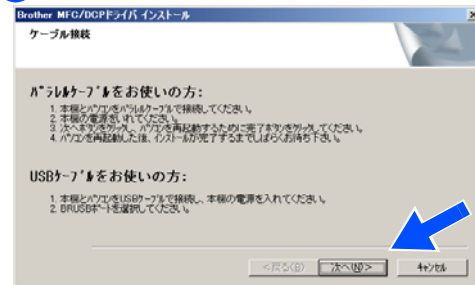 Brother MFC/DCPドライバ インストール
ケーブル接続
パラレルケーブルをお使いの方:
1. 本機とパソコンをパラレルケーブルで接続してください。
2. 本機の電源を入れてください。
3. 次へボタンをクリックし、パソコンを再起動するために完了ボタンをクリックしてください。
4. パソコンを再起動した後、インストールが完了するまでしばらくお待ち下さい。
USBケーブルをお使いの方:
1. 本機とパソコンをUSBケーブルで接続し、本機の電源を入れてください。
2. BRUSBポートを選択してください。
<戻る(B)
次へ(N)>
キャンセル